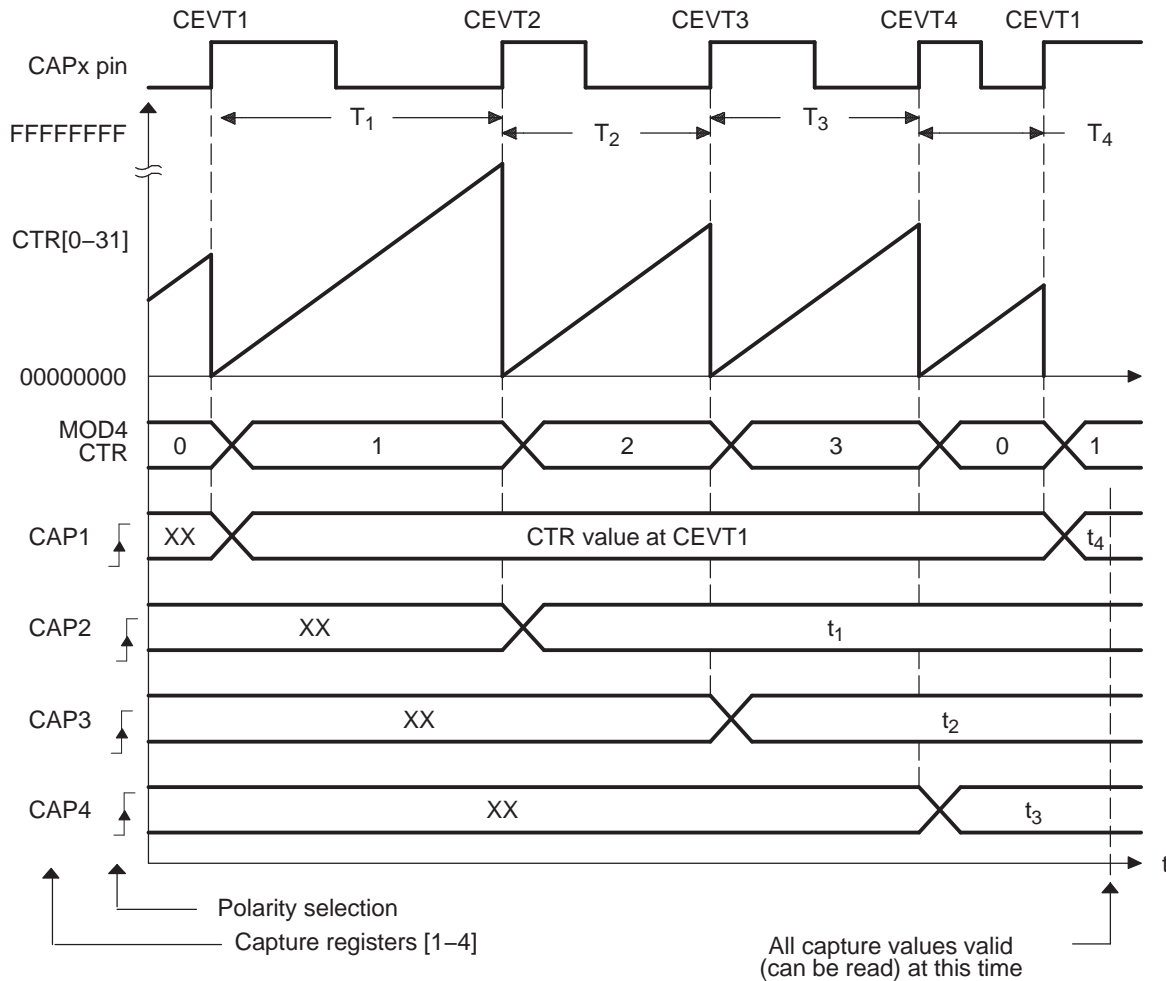 CEVT1 CEVT2 CEVT3 CEVT4 CEVT1
CAPx pin
T1 T2 T3 T4
FFFFFFFF
CTR[0−31]
00000000
MOD4
CTR
0 1 2 3 0 1
CAP1 XX CTR value at CEVT1 t4
CAP2 XX t1
CAP3 XX t2
CAP4 XX t3
t
Polarity selection
Capture registers [1−4]
All capture values valid
(can be read) at this time